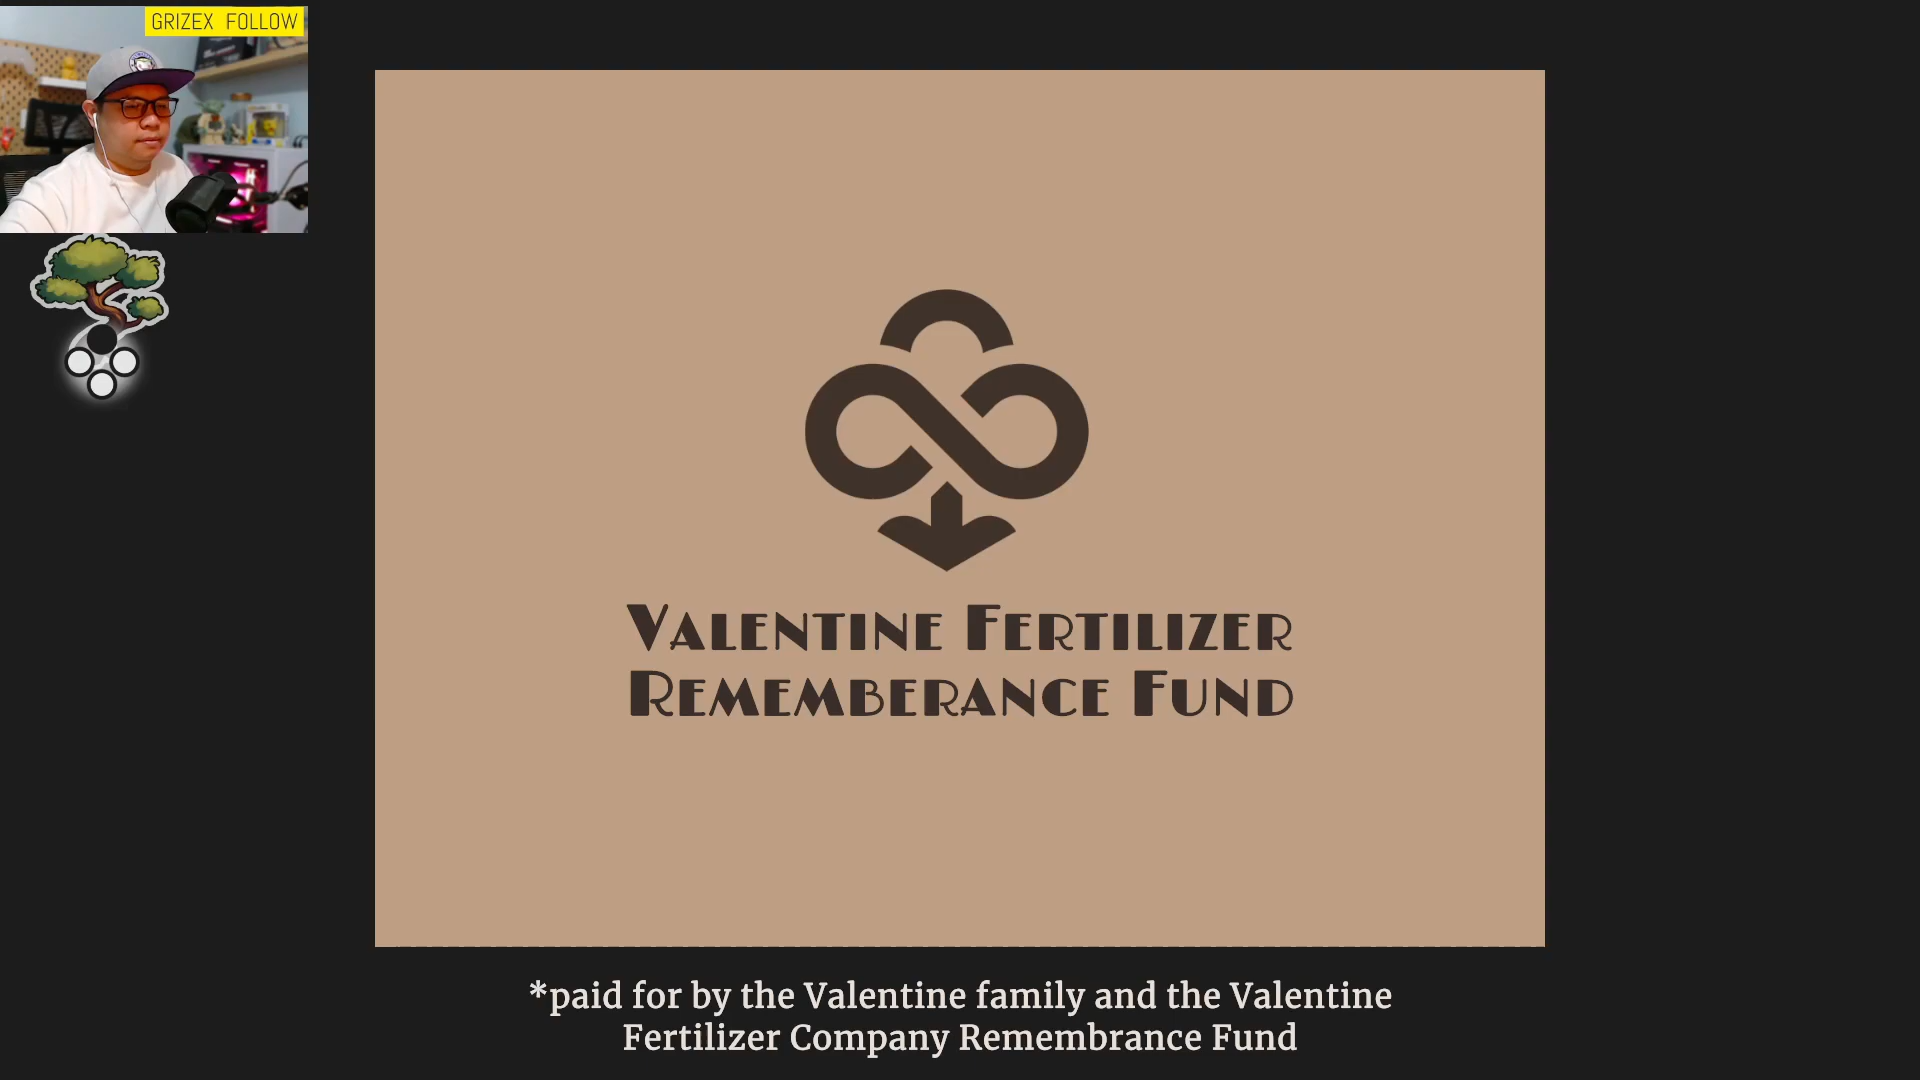 GRIZEX FOLLOW
VALENTINE FERTILIZER
REMEMBERANCE FUND
*paid for by the Valentine family and the Valentine
Fertilizer Company Remembrance Fund